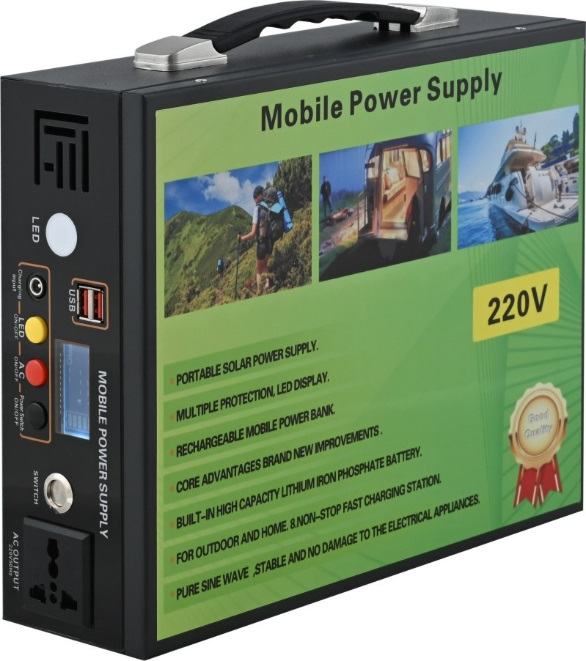 Mobile Power Supply
220V
PORTABLE SOLAR POWER SUPPLY.
MULTIPLE PROTECTION, LED DISPLAY.
RECHARGEABLE MOBILE POWER BANK.
CORE ADVANTAGES BRAND NEW IMPROVEMENTS .
BUILT-IN HIGH CAPACITY LITHIUM IRON PHOSPHATE BATTERY.
FOR OUTDOOR AND HOME. 8.NON-STOP FAST CHARGING STATION.
PURE SINE WAVE ,STABLE AND NO DAMAGE TO THE ELECTRICAL APPLIANCES.
Good
Quality
LED
Charging
Input
USB
LED
ON/OFF
A.C
ON/OFF
Power Switch
ON/OFF
MOBILE POWER SUPPLY
SWITCH
AC OUTPUT